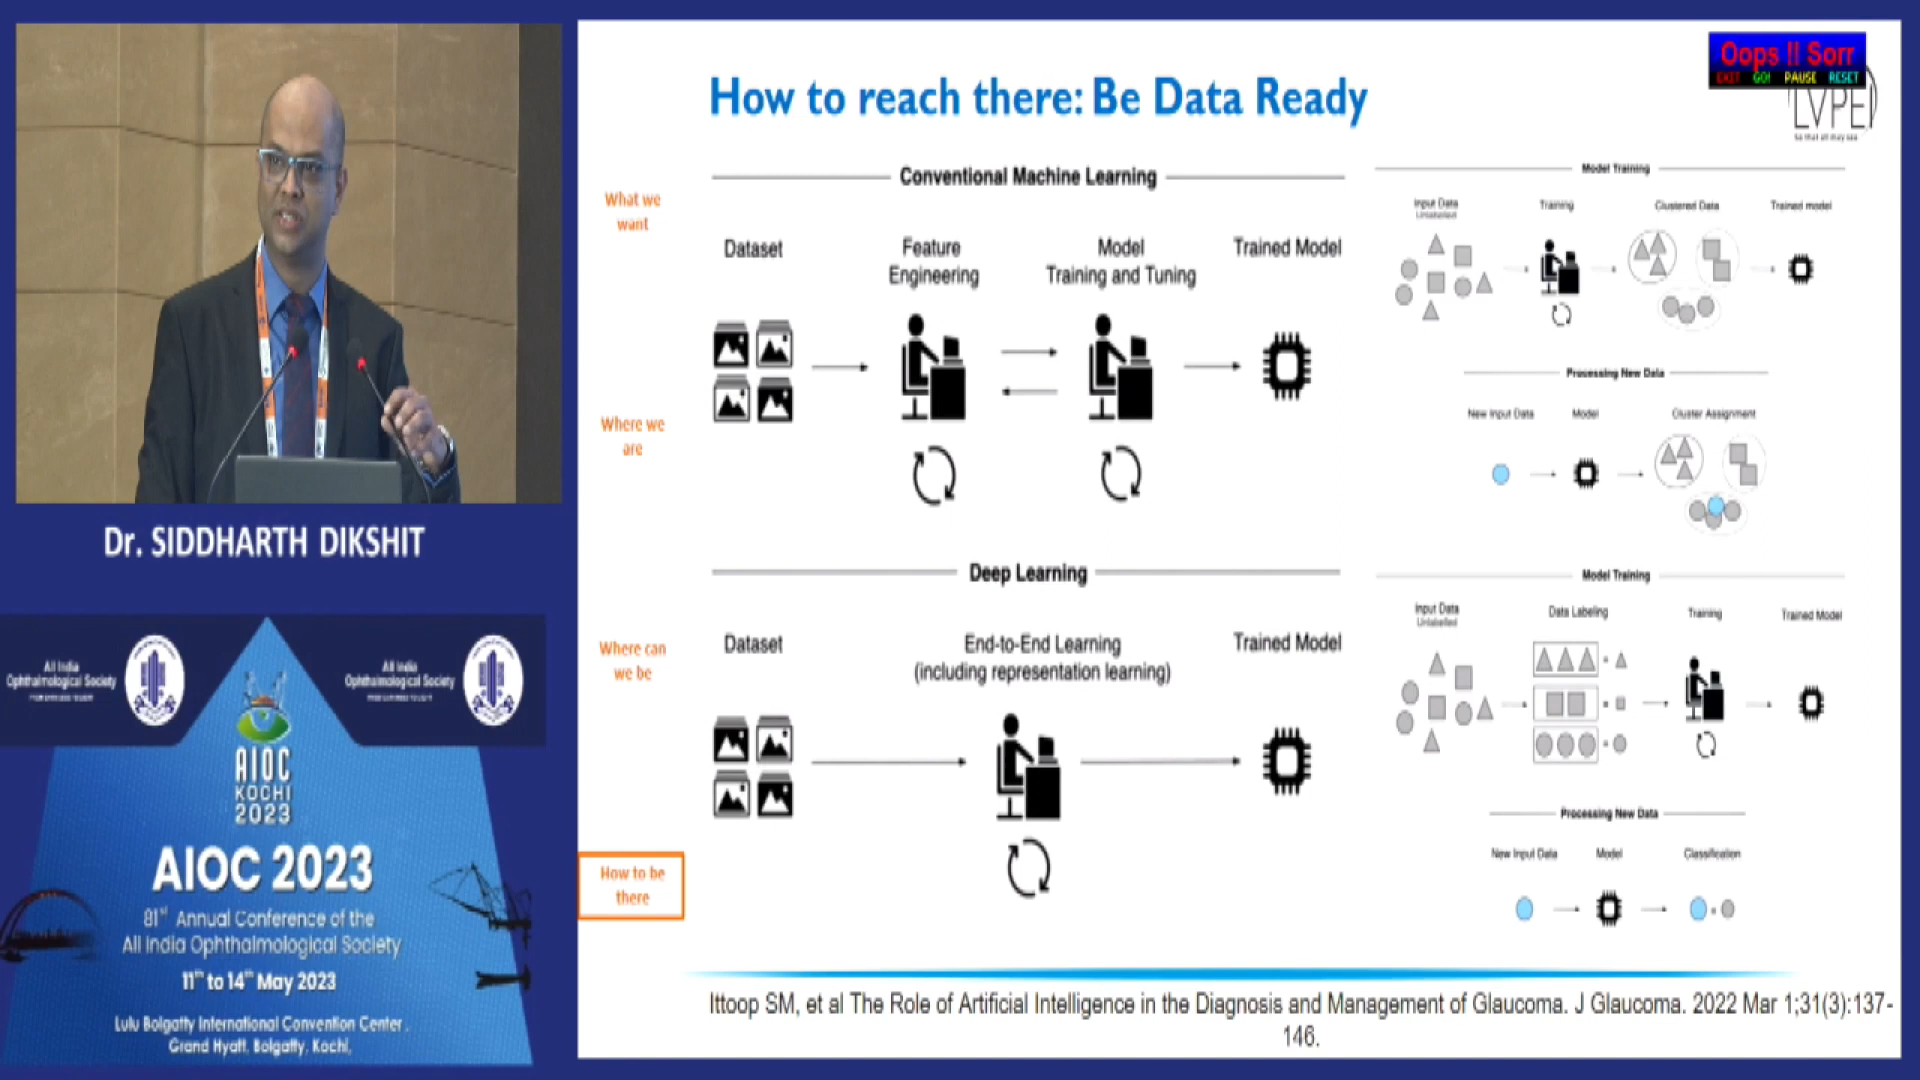 Oops !! Sorr
EXIT GO! PAUSE RESET
LVPEI
So that all may see
How to reach there: Be Data Ready
What we
want
Where we
are
Where can
we be
How to be
there
Conventional Machine Learning
Dataset
Feature
Engineering
Model
Training and Tuning
Trained Model
Deep Learning
Dataset
End-to-End Learning
(including representation learning)
Trained Model
Model Training
Input Data
Unlabelled
Training
Clustered Data
Trained model
Processing New Data
New Input Data
Model
Cluster Assignment
Model Training
Input Data
Unlabelled
Data Labeling
Training
Trained Model
Processing New Data
New Input Data
Model
Classification
Ittoop SM, et al The Role of Artificial Intelligence in the Diagnosis and Management of Glaucoma. J Glaucoma. 2022 Mar 1;31(3):137-
146.
Dr. SIDDHARTH DIKSHIT
All India
Ophthalmological Society
All India
Ophthalmological Society
AIOC
KOCHI
2023
AIOC 2023
81st Annual Conference of the
All India Ophthalmological Society
11th to 14th May 2023
Lulu Bolgatty International Convention Center,
Grand Hyatt, Bolgatty, Kochi,